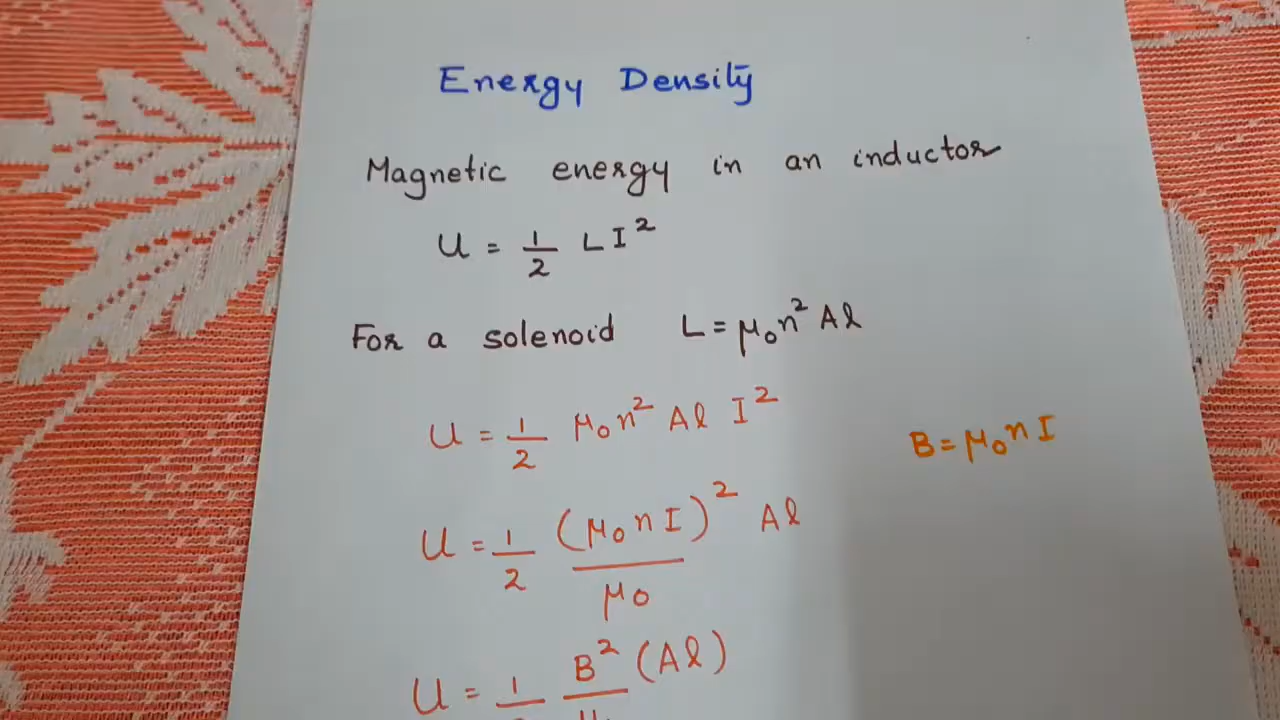 Energy Density
Magnetic energy in an inductor
U = 1/2 LI²
For a solenoid L = μ₀n² Al
U = 1/2 μ₀n² Al I²
B = μ₀nI
U = 1/2 (μ₀nI)²/μ₀ Al
U = 1/2 B²/μ₀ (Al)